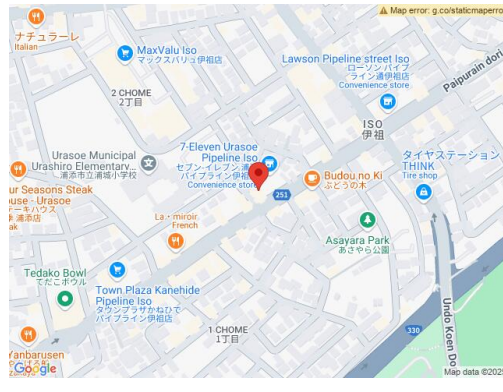 Map error: g.co/staticmaperror
ナチュラーレ
Italian
MaxValu Iso
マックスバリュ伊祖店
Lawson Pipeline street Iso
ローソン パイプ
ライン通伊祖店
Convenience store
Paipurain dori
2 CHOME
2丁目
ISO
伊祖
Urasoe Municipal
Urashiro Elementary...
浦添市立浦城小学校
7-Eleven Urasoe
Pipeline Iso
セブン-イレブン 浦
パイプライン伊祖店
Convenience store
タイヤステーション
THINK
Tire shop
Budou no Ki
ぶどうの木
251
ur Seasons Steak
ouse - Urasoe
キハウス
季 浦添店
ak
La・miroir
French
Asayara Park
あさやら公園
Tedako Bowl
てだこボウル
Town Plaza Kanehide
Pipeline Iso
タウンプラザかねひで
パイプライン伊祖店
Undo Koen Do
1 CHOME
1丁目
330
Yanbarusen
Google
Map data ©2025